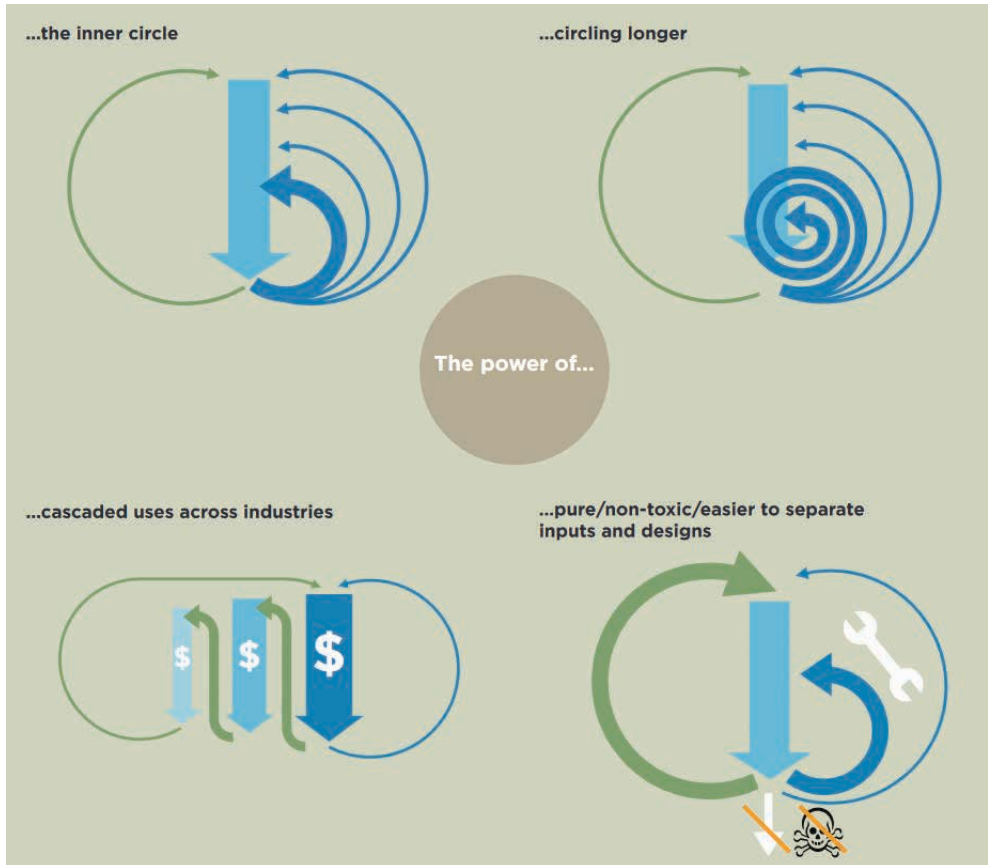 ...the inner circle
...circling longer
The power of...
...cascaded uses across industries
...pure/non-toxic/easier to separate
inputs and designs
$
$
$